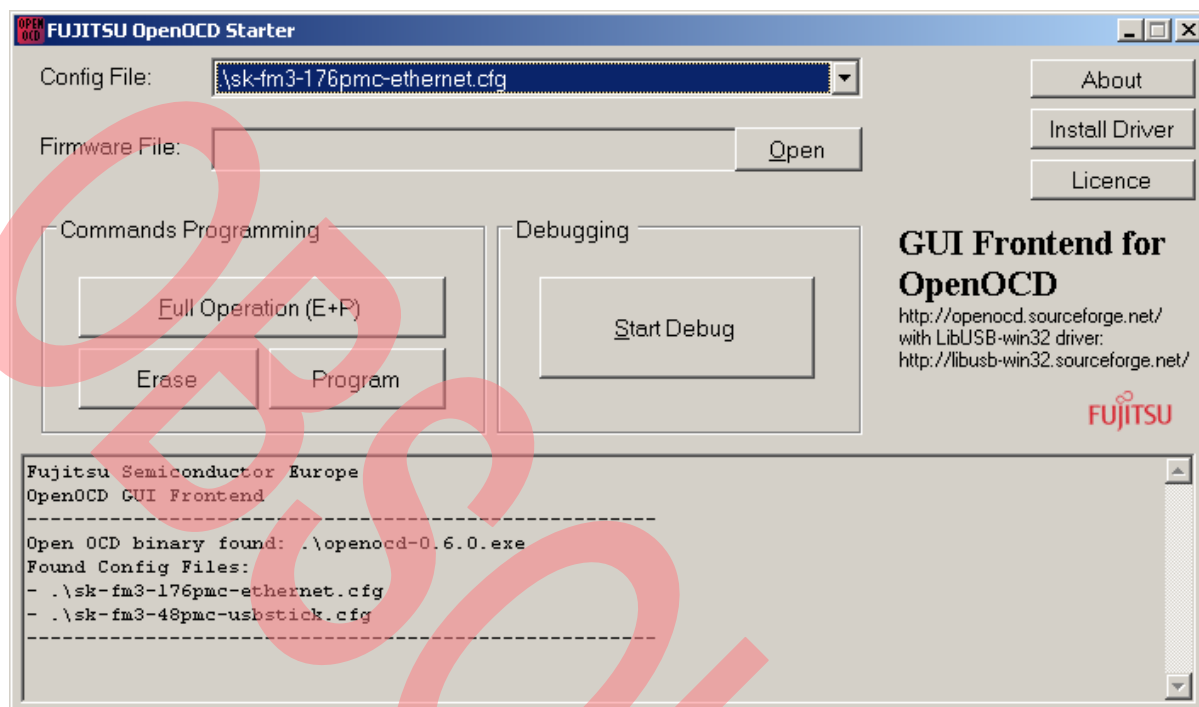 OPEN OCD FUJITSU OpenOCD Starter
Config File:
.\sk-fm3-176pmc-ethernet.cfg
About
Firmware File:
Open
Install Driver
Licence
Commands Programming
Full Operation (E+P)
Erase
Program
Debugging
Start Debug
GUI Frontend for
OpenOCD
http://openocd.sourceforge.net/
with LibUSB-win32 driver:
http://libusb-win32.sourceforge.net/
FUJITSU
Fujitsu Semiconductor Europe
OpenOCD GUI Frontend
-----------------------------------------------------
Open OCD binary found: .\openocd-0.6.0.exe
Found Config Files:
- .\sk-fm3-176pmc-ethernet.cfg
- .\sk-fm3-48pmc-usbstick.cfg
-----------------------------------------------------